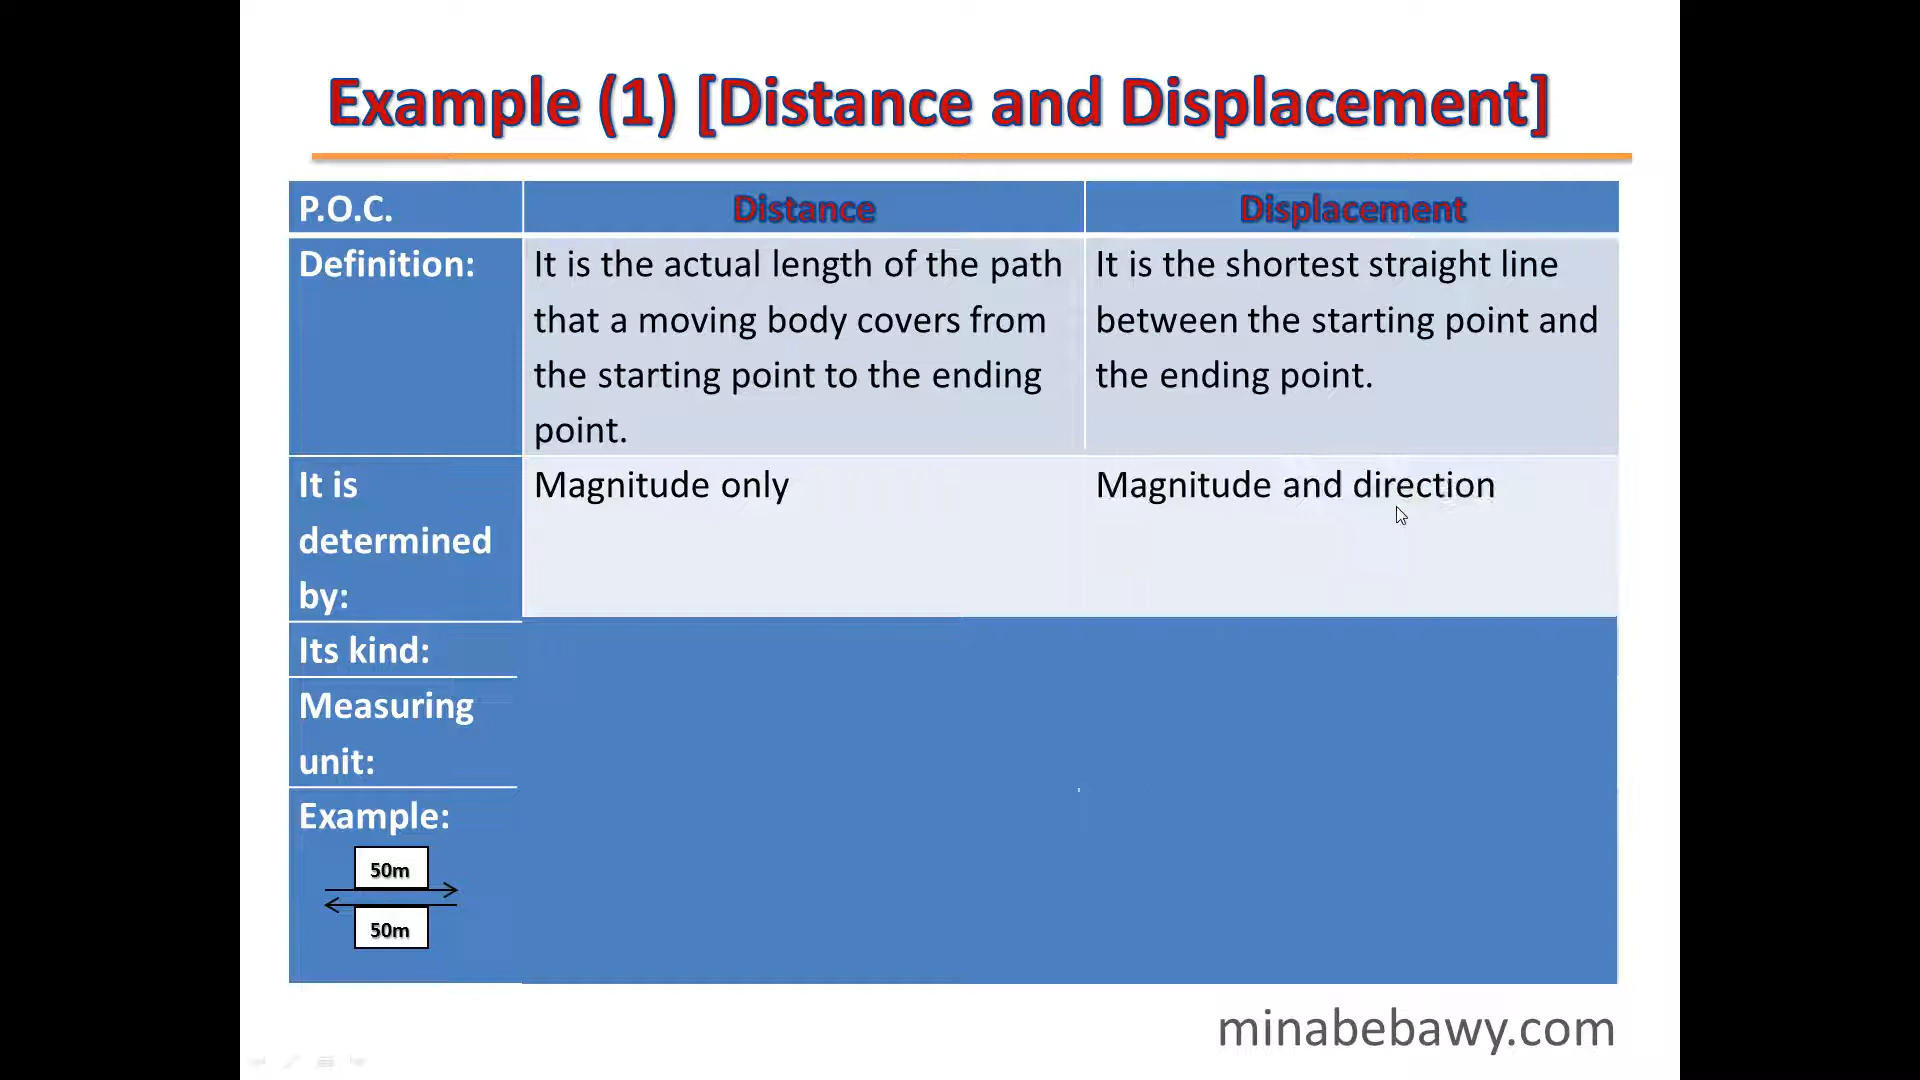 Example (1) [Distance and Displacement]
P.O.C.
Distance
Displacement
Definition:
It is the actual length of the path
that a moving body covers from
the starting point to the ending
point.
It is the shortest straight line
between the starting point and
the ending point.
It is
determined
by:
Magnitude only
Magnitude and direction
Its kind:
Measuring
unit:
Example:
50m
50m
minabebawy.com